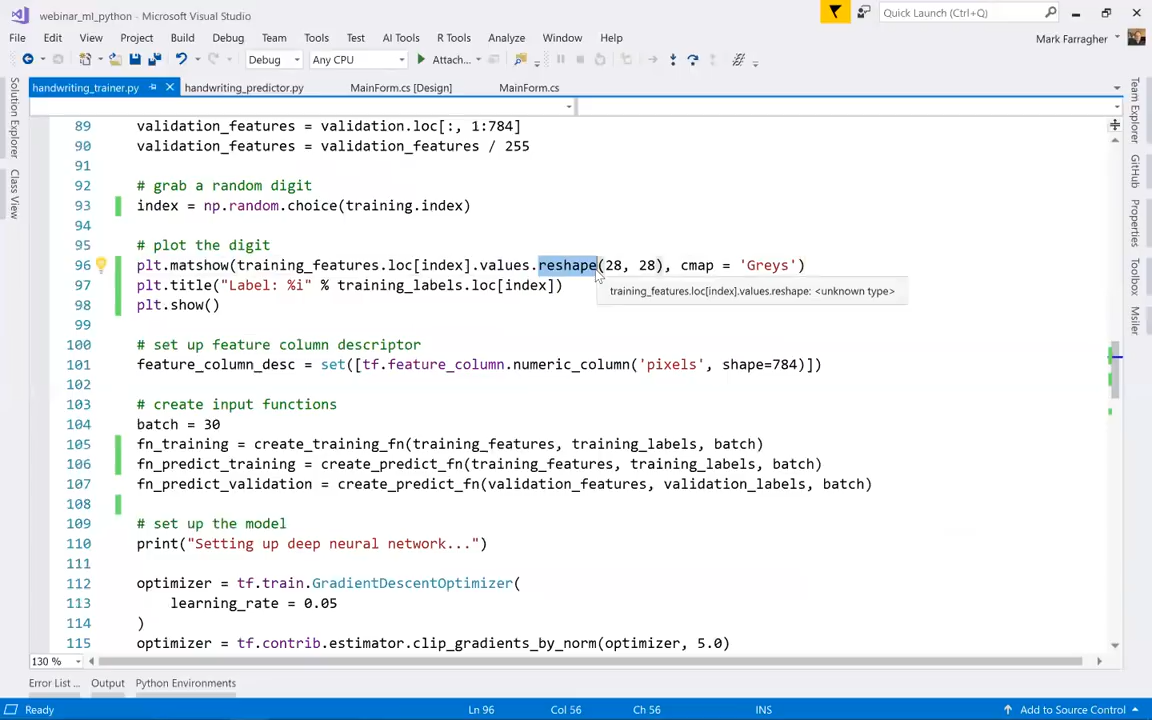 webinar_ml_python - Microsoft Visual Studio
Quick Launch (Ctrl+Q)
File Edit View Project Build Debug Team Tools Test AI Tools R Tools Analyze Window Help
Mark Farragher
Debug Any CPU Attach...
handwriting_trainer.py handwriting_predictor.py MainForm.cs [Design] MainForm.cs
Solution Explorer
Class View
Team Explorer
GitHub
Properties
Toolbox
Msiler
89 validation_features = validation.loc[:, 1:784]
90 validation_features = validation_features / 255
91
92 # grab a random digit
93 index = np.random.choice(training.index)
94
95 # plot the digit
96 plt.matshow(training_features.loc[index].values.reshape(28, 28), cmap = 'Greys')
97 plt.title("Label: %i" % training_labels.loc[index])
training_features.loc[index].values.reshape: <unknown type>
98 plt.show()
99
100 # set up feature column descriptor
101 feature_column_desc = set([tf.feature_column.numeric_column('pixels', shape=784)])
102
103 # create input functions
104 batch = 30
105 fn_training = create_training_fn(training_features, training_labels, batch)
106 fn_predict_training = create_predict_fn(training_features, training_labels, batch)
107 fn_predict_validation = create_predict_fn(validation_features, validation_labels, batch)
108
109 # set up the model
110 print("Setting up deep neural network...")
111
112 optimizer = tf.train.GradientDescentOptimizer(
113 learning_rate = 0.05
114 )
115 optimizer = tf.contrib.estimator.clip_gradients_by_norm(optimizer, 5.0)
130 %
Error List ... Output Python Environments
Ready Ln 96 Col 56 Ch 56 INS Add to Source Control